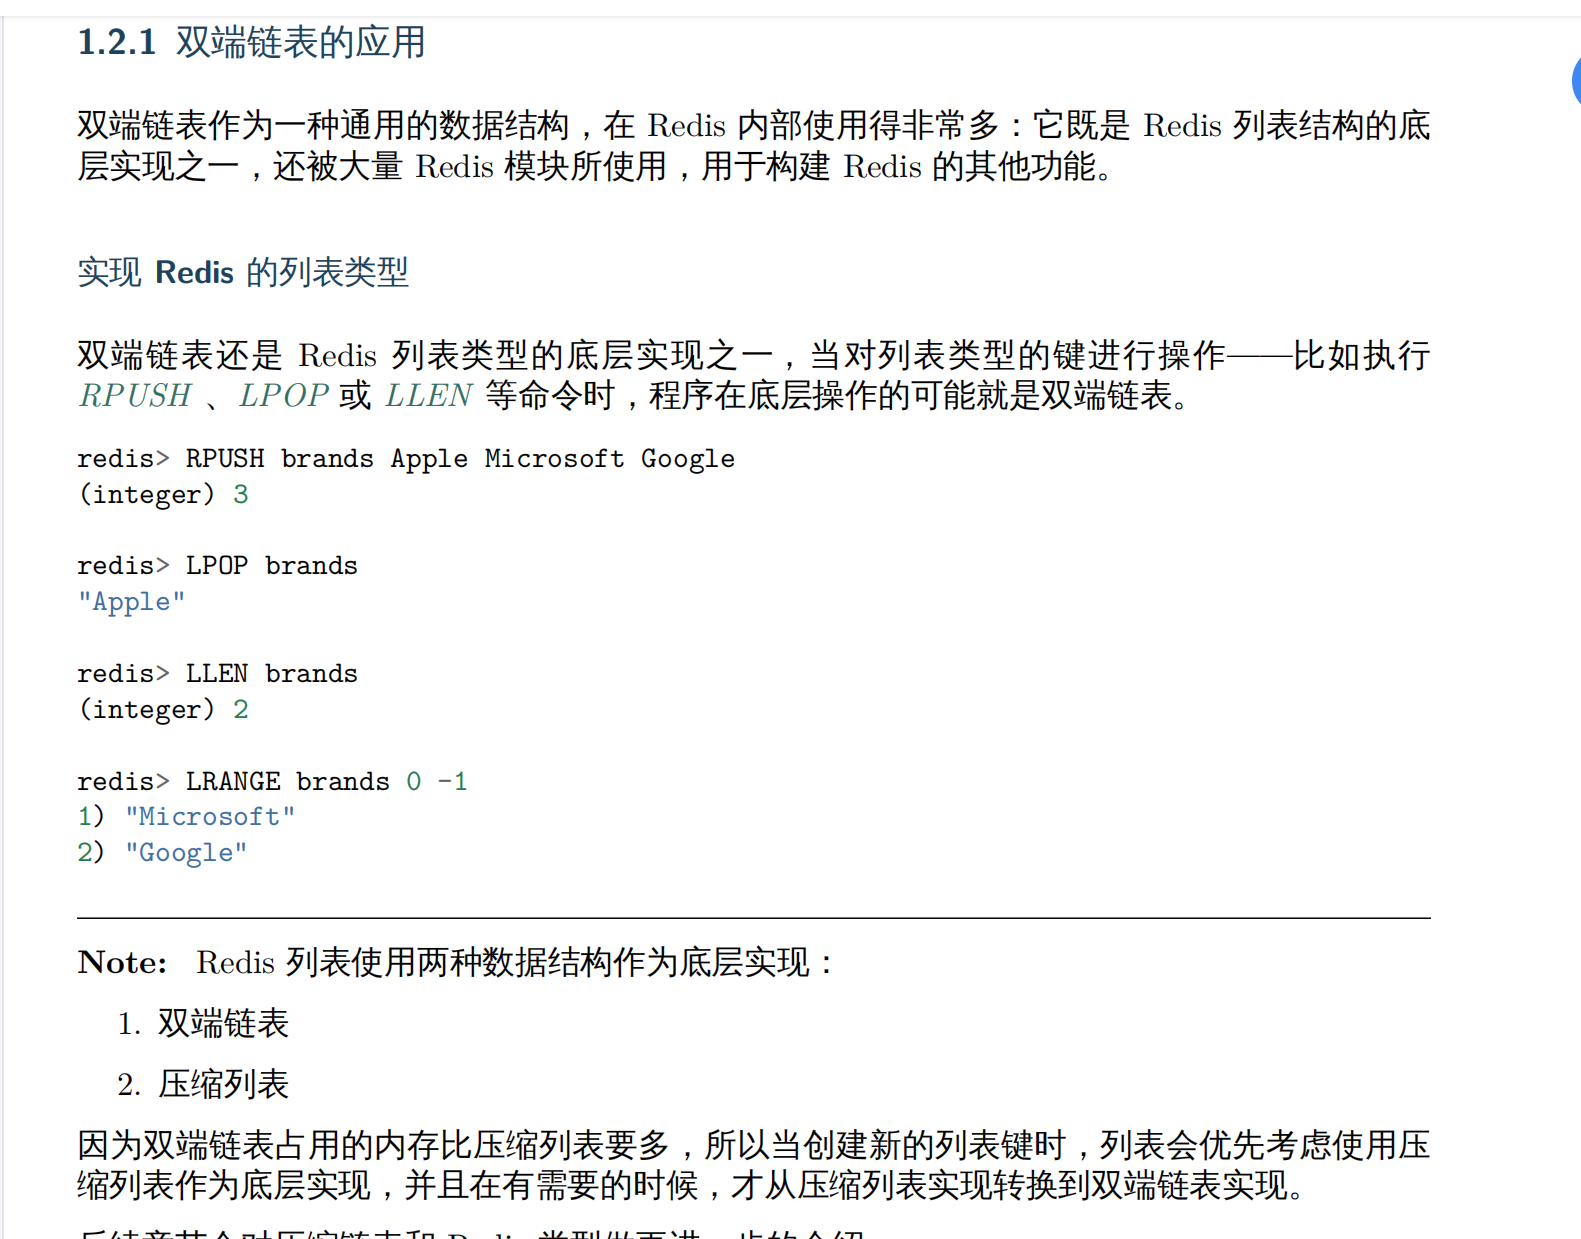 1.2.1 双端链表的应用
双端链表作为一种通用的数据结构，在 Redis 内部使用得非常多：它既是 Redis 列表结构的底
层实现之一，还被大量 Redis 模块所使用，用于构建 Redis 的其他功能。
实现 Redis 的列表类型
双端链表还是 Redis 列表类型的底层实现之一，当对列表类型的键进行操作——比如执行
RPUSH 、LPOP 或 LLEN 等命令时，程序在底层操作的可能就是双端链表。
redis> RPUSH brands Apple Microsoft Google
(integer) 3
redis> LPOP brands
"Apple"
redis> LLEN brands
(integer) 2
redis> LRANGE brands 0 -1
1) "Microsoft"
2) "Google"
Note: Redis 列表使用两种数据结构作为底层实现：
1. 双端链表
2. 压缩列表
因为双端链表占用的内存比压缩列表要多，所以当创建新的列表键时，列表会优先考虑使用压
缩列表作为底层实现，并且在有需要的时候，才从压缩列表实现转换到双端链表实现。